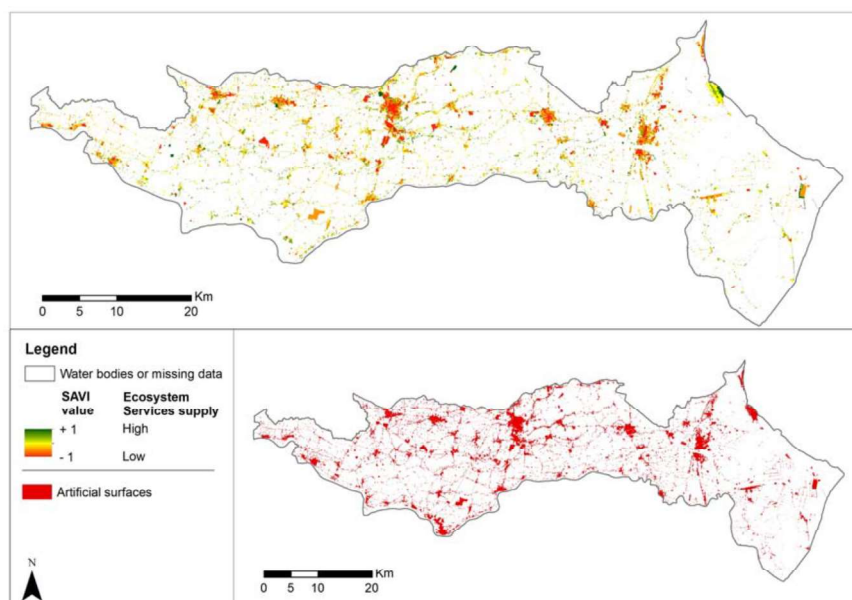 Km
0 5 10 20
Legend
Water bodies or missing data
SAVI Ecosystem
value Services supply
+ 1 High
- 1 Low
Artificial surfaces
N
Km
0 5 10 20